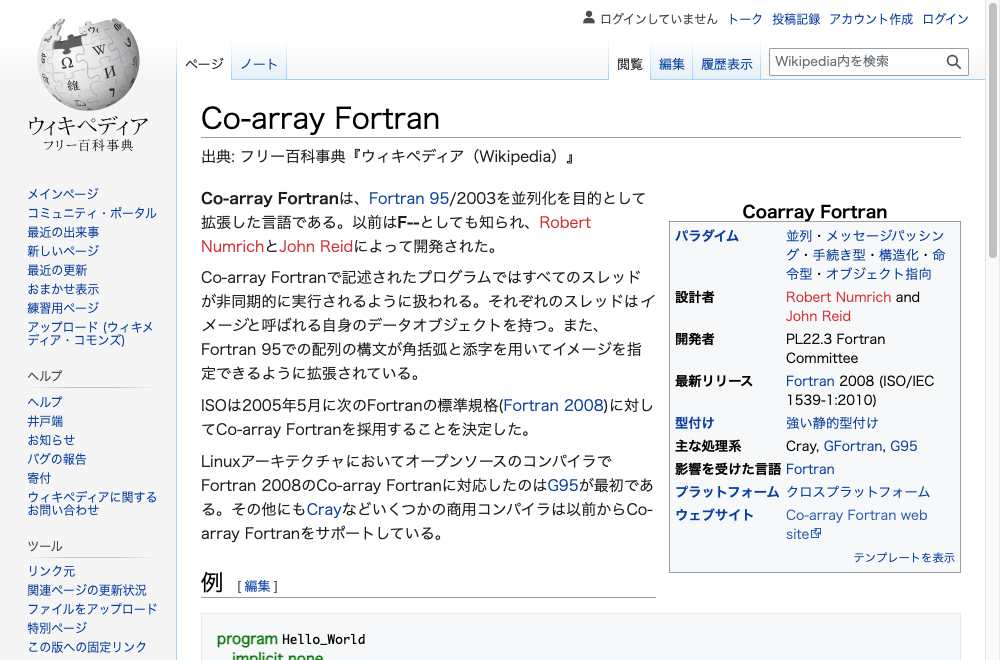 ログインしていません トーク 投稿記録 アカウント作成 ログイン
ページ ノート 閲覧 編集 履歴表示 Wikipedia内を検索
ウィキペディア
フリー百科事典
メインページ
コミュニティ・ポータル
最近の出来事
新しいページ
最近の更新
おまかせ表示
練習用ページ
アップロード (ウィキメ
ディア・コモンズ)
ヘルプ
ヘルプ
井戸端
お知らせ
バグの報告
寄付
ウィキペディアに関する
お問い合わせ
ツール
リンク元
関連ページの更新状況
ファイルをアップロード
特別ページ
この版への固定リンク
Co-array Fortran
出典: フリー百科事典『ウィキペディア（Wikipedia）』
Co-array Fortranは、Fortran 95/2003を並列化を目的として
拡張した言語である。以前はF--としても知られ、Robert
NumrichとJohn Reidによって開発された。
Co-array Fortranで記述されたプログラムではすべてのスレッド
が非同期的に実行されるように扱われる。それぞれのスレッドはイ
メージと呼ばれる自身のデータオブジェクトを持つ。また、
Fortran 95での配列の構文が角括弧と添字を用いてイメージを指
定できるように拡張されている。
ISOは2005年5月に次のFortranの標準規格(Fortran 2008)に対し
てCo-array Fortranを採用することを決定した。
Linuxアーキテクチャにおいてオープンソースのコンパイラで
Fortran 2008のCo-array Fortranに対応したのはG95が最初であ
る。その他にもCrayなどいくつかの商用コンパイラは以前からCo-
array Fortranをサポートしている。
Coarray Fortran
パラダイム 並列・メッセージパッシン
グ・手続き型・構造化・命
令型・オブジェクト指向
設計者 Robert Numrich and
John Reid
開発者 PL22.3 Fortran
Committee
最新リリース Fortran 2008 (ISO/IEC
1539-1:2010)
型付け 強い静的型付け
主な処理系 Cray, GFortran, G95
影響を受けた言語 Fortran
プラットフォーム クロスプラットフォーム
ウェブサイト Co-array Fortran web
site
テンプレートを表示
例 [編集]
program Hello_World
implicit none